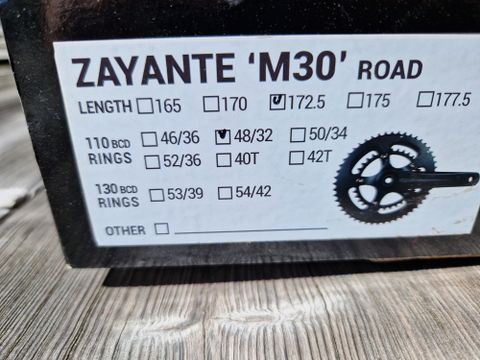 ZAYANTE ‘M30’ ROAD
LENGTH ☐165 ☐170 ☑172.5 ☐175 ☐177.5
110 BCD RINGS ☐46/36 ☑48/32 ☐50/34
☐52/36 ☐40T ☐42T
130 BCD RINGS ☐53/39 ☐54/42
OTHER ☐